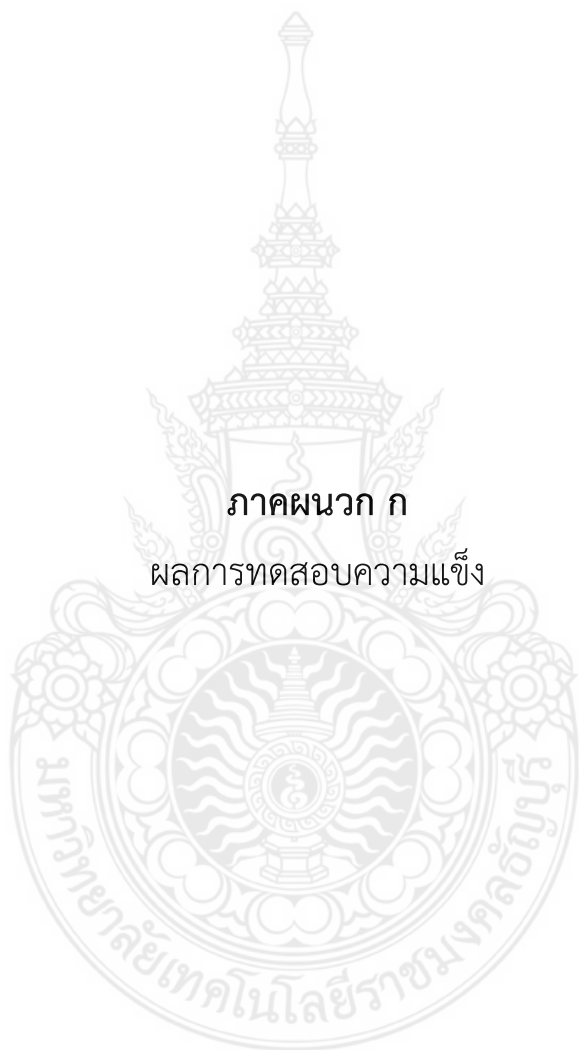 ภาคผนวก ก
ผลการทดสอบความแข็ง
มหาวิทยาลัยเทคโนโลยีราชมงคลธัญบุรี